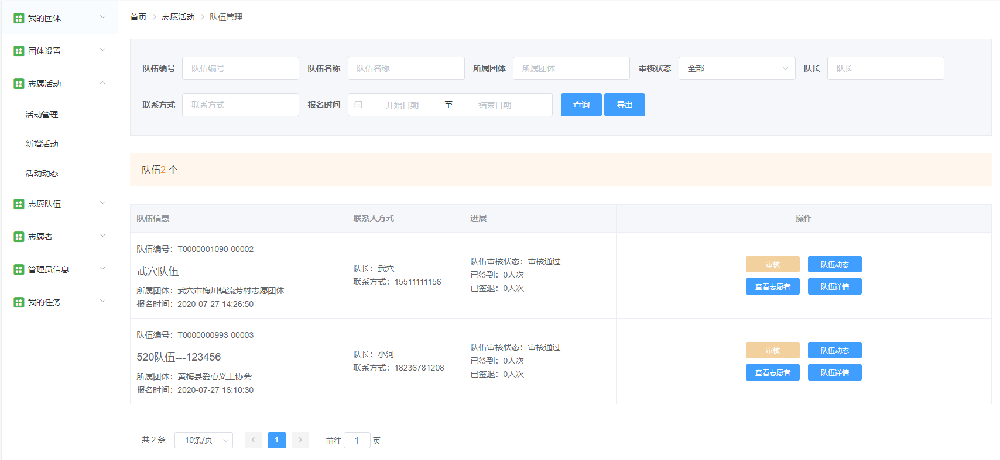 我的团体
团体设置
志愿活动
活动管理
新增活动
活动动态
志愿队伍
志愿者
管理员信息
我的任务
首页 > 志愿活动 > 队伍管理
队伍编号 队伍编号 队伍名称 队伍名称 所属团体 所属团体 审核状态 全部 队长 队长
联系方式 联系方式 报名时间 开始日期 至 结束日期 查询 导出
队伍2 个
队伍信息 联系人方式 进展 操作
队伍编号：T0000001090-00002
武穴队伍
所属团体：武穴市梅川镇流芳村志愿团体
报名时间：2020-07-27 14:26:50
队长：武穴
联系方式：15511111156
队伍审核状态：审核通过
已签到：0人次
已签退：0人次
审核 队伍动态
查看志愿者 队伍详情
队伍编号：T0000000993-00003
520队伍---123456
所属团体：黄梅县爱心义工协会
报名时间：2020-07-27 16:10:30
队长：小河
联系方式：18236781208
队伍审核状态：审核通过
已签到：0人次
已签退：0人次
审核 队伍动态
查看志愿者 队伍详情
共 2 条 10条/页 < 1 > 前往 1 页